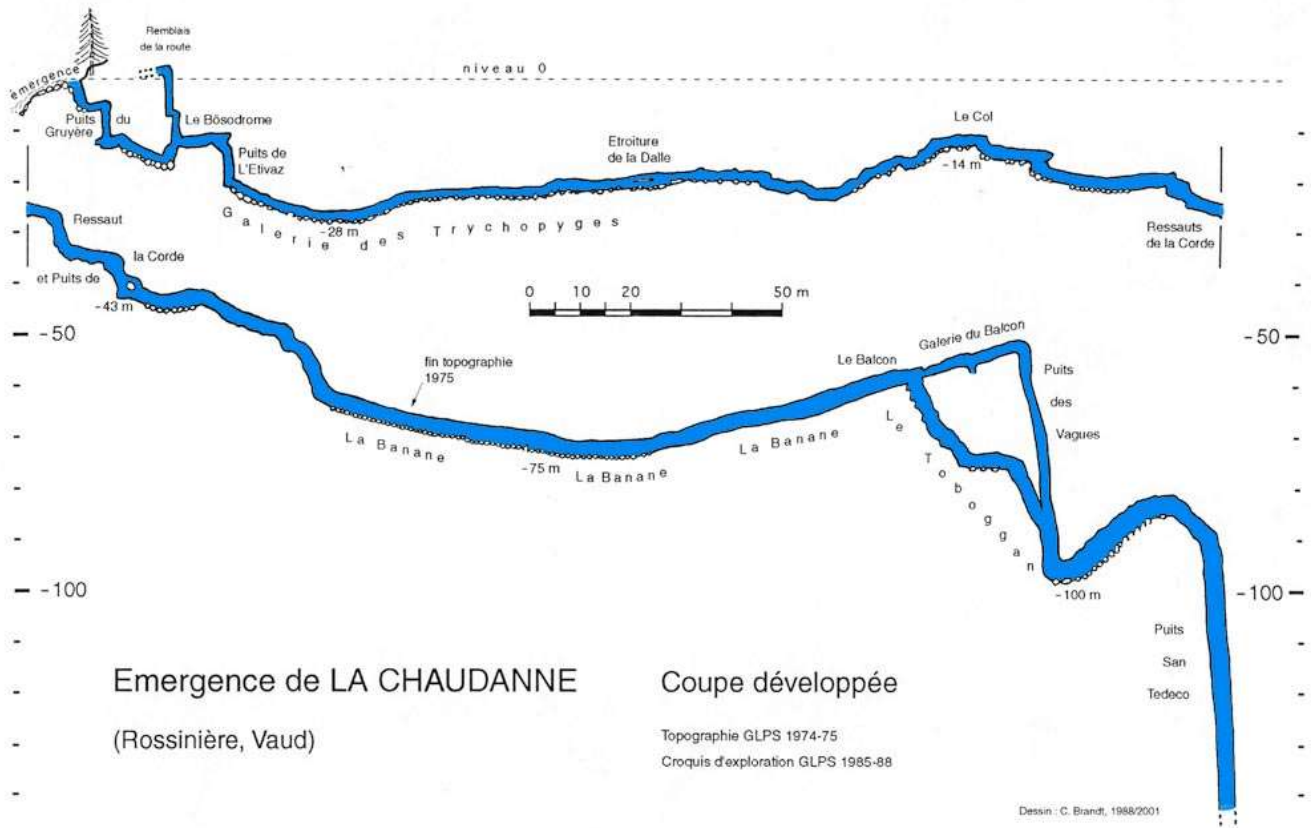 Remblais
de la route
niveau 0
émergence
Puits du
Gruyère
Le Bösodrome
Puits de
L'Etivaz
Etroiture
de la Dalle
Le Col
-14 m
-28 m
Galerie des Trychopyges
Ressauts
de la Corde
Ressaut
la Corde
et Puits de
-43 m
0 10 20 50 m
-50
-50
fin topographie
1975
Le Balcon
Galerie du Balcon
Puits
des
Vagues
La Banane
-75 m
La Banane
La Banane
Le Toboggan
-100
-100 m
-100
Puits
San
Tedeco
Emergence de LA CHAUDANNE
(Rossinière, Vaud)
Coupe développée
Topographie GLPS 1974-75
Croquis d'exploration GLPS 1985-88
Dessin : C. Brandt, 1988/2001